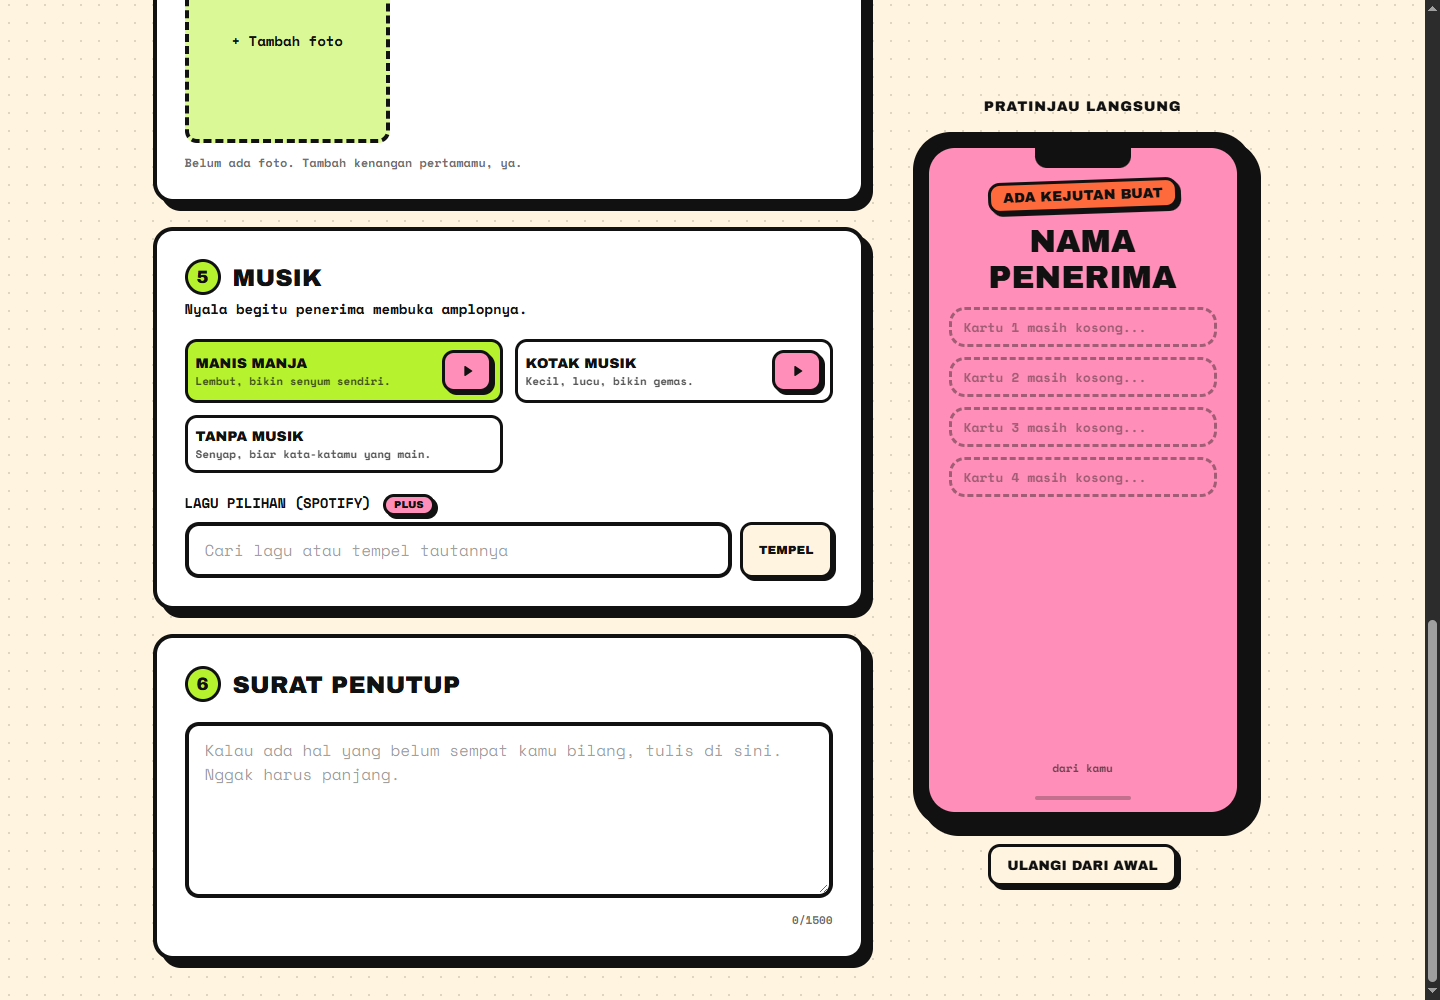 + Tambah foto
Belum ada foto. Tambah kenangan pertamamu, ya.
5 MUSIK
Nyala begitu penerima membuka amplopnya.
MANIS MANJA
Lembut, bikin senyum sendiri.
KOTAK MUSIK
Kecil, lucu, bikin gemas.
TANPA MUSIK
Senyap, biar kata-katamu yang main.
LAGU PILIHAN (SPOTIFY) PLUS
Cari lagu atau tempel tautannya
TEMPEL
6 SURAT PENUTUP
Kalau ada hal yang belum sempat kamu bilang, tulis di sini.
Nggak harus panjang.
0/1500
PRATINJAU LANGSUNG
ADA KEJUTAN BUAT
NAMA
PENERIMA
Kartu 1 masih kosong...
Kartu 2 masih kosong...
Kartu 3 masih kosong...
Kartu 4 masih kosong...
dari kamu
ULANGI DARI AWAL